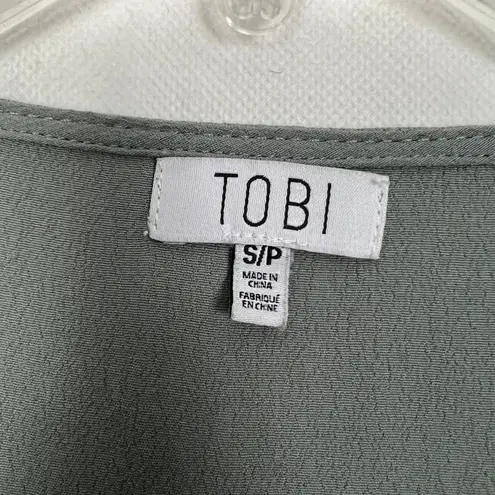 TOBI
S/P
MADE IN
CHINA
FABRIQUÉ
EN CHINE